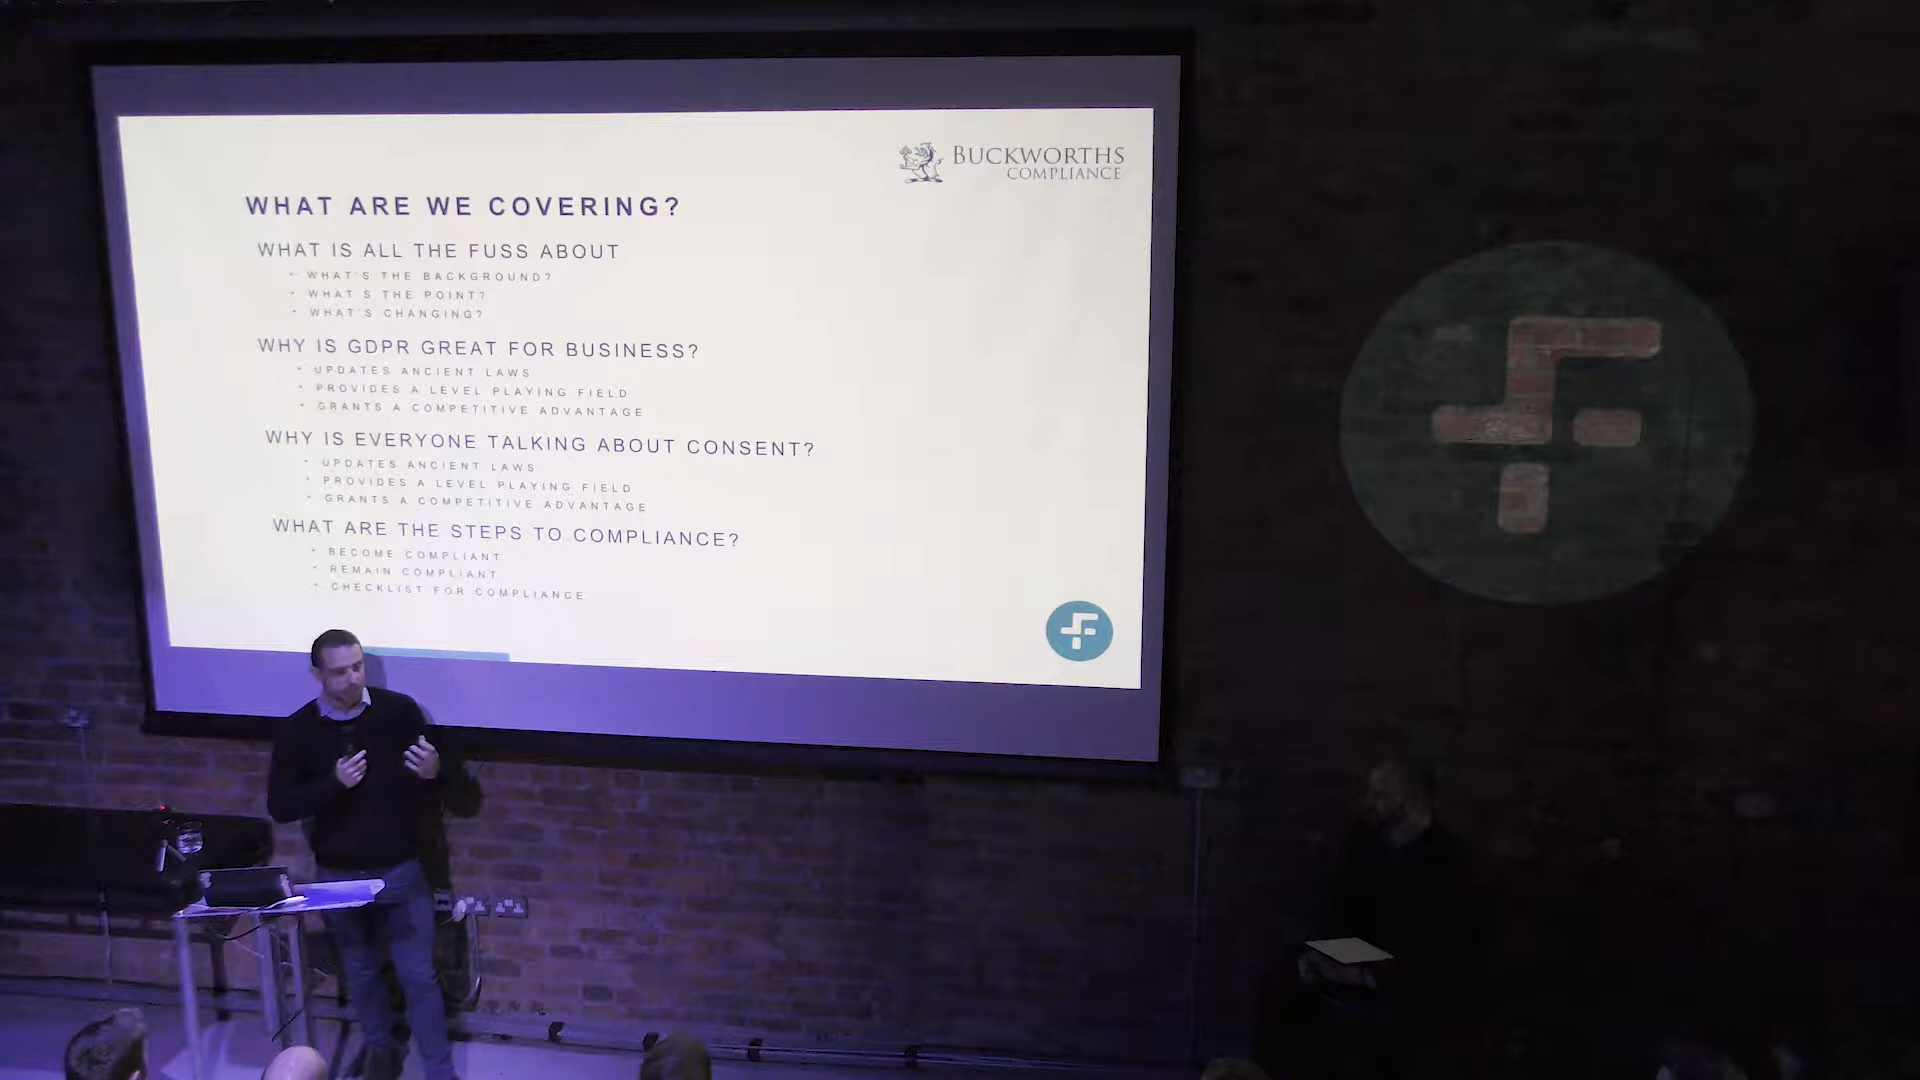 BUCKWORTHS
COMPLIANCE
WHAT ARE WE COVERING?
WHAT IS ALL THE FUSS ABOUT
• WHAT'S THE BACKGROUND?
• WHAT'S THE POINT?
• WHAT'S CHANGING?
WHY IS GDPR GREAT FOR BUSINESS?
• UPDATES ANCIENT LAWS
• PROVIDES A LEVEL PLAYING FIELD
• GRANTS A COMPETITIVE ADVANTAGE
WHY IS EVERYONE TALKING ABOUT CONSENT?
• UPDATES ANCIENT LAWS
• PROVIDES A LEVEL PLAYING FIELD
• GRANTS A COMPETITIVE ADVANTAGE
WHAT ARE THE STEPS TO COMPLIANCE?
• BECOME COMPLIANT
• REMAIN COMPLIANT
• CHECKLIST FOR COMPLIANCE